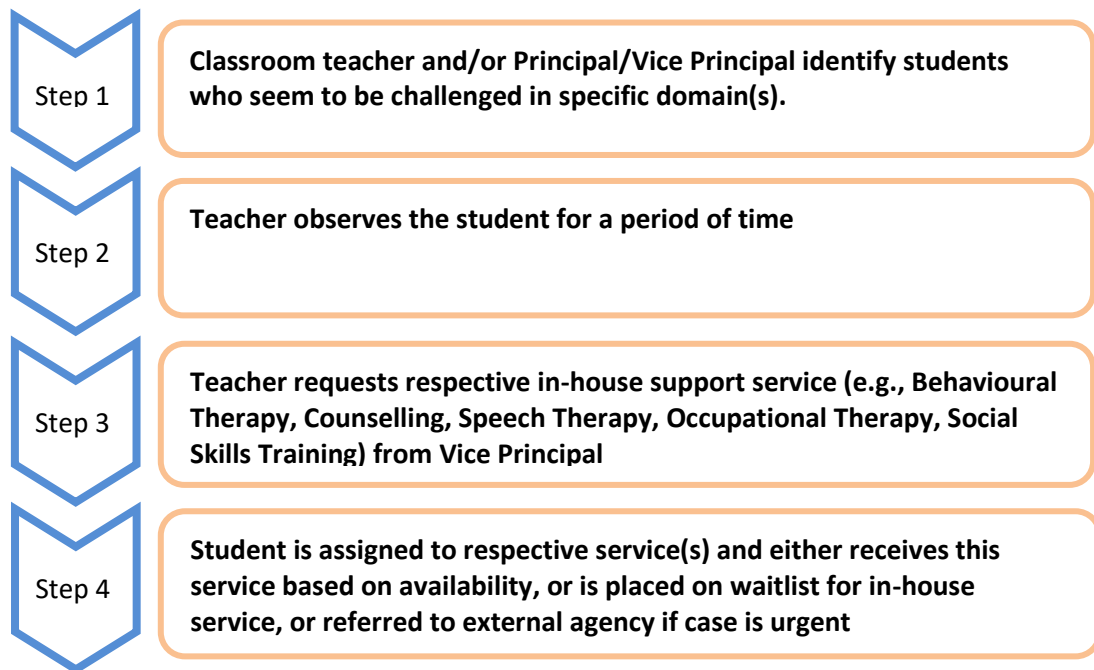 Step 1
Classroom teacher and/or Principal/Vice Principal identify students
who seem to be challenged in specific domain(s).
Step 2
Teacher observes the student for a period of time
Step 3
Teacher requests respective in-house support service (e.g., Behavioural
Therapy, Counselling, Speech Therapy, Occupational Therapy, Social
Skills Training) from Vice Principal
Step 4
Student is assigned to respective service(s) and either receives this
service based on availability, or is placed on waitlist for in-house
service, or referred to external agency if case is urgent